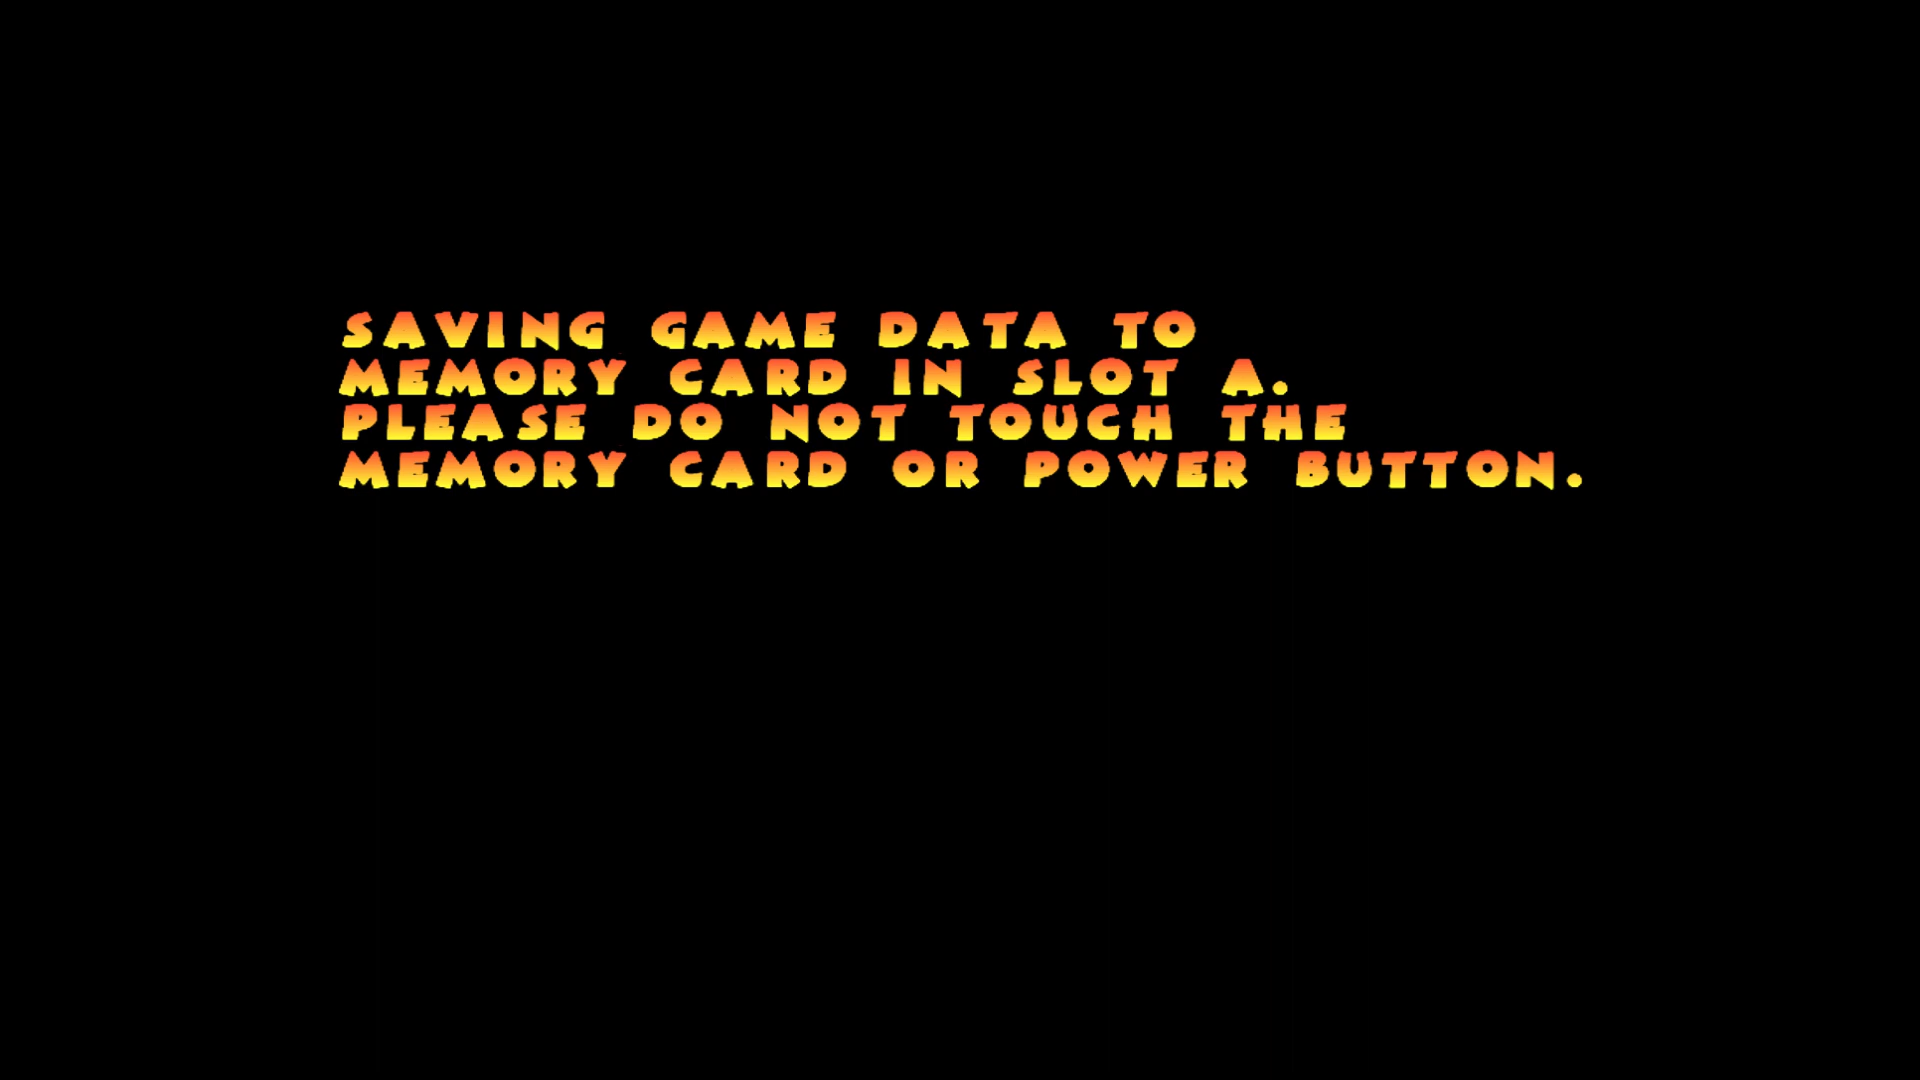 SAVING GAME DATA TO
MEMORY CARD IN SLOT A.
PLEASE DO NOT TOUCH THE
MEMORY CARD OR POWER BUTTON.